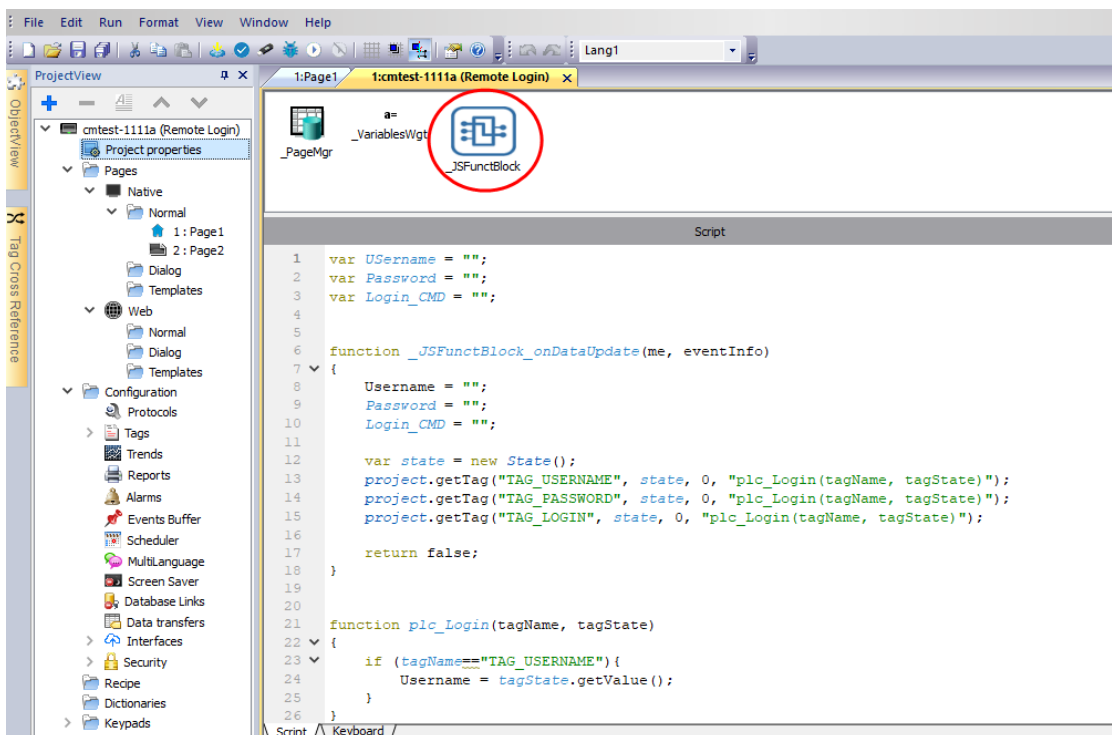 File Edit Run Format View Window Help
Lang1
ProjectView
1:Page1 1:cmtest-1111a (Remote Login) x
ObjectView
Tag Cross Reference
cmtest-1111a (Remote Login)
Project properties
Pages
Native
Normal
1 : Page1
2 : Page2
Dialog
Templates
Web
Normal
Dialog
Templates
Configuration
Protocols
Tags
Trends
Reports
Alarms
Events Buffer
Scheduler
MultiLanguage
Screen Saver
Database Links
Data transfers
Interfaces
Security
Recipe
Dictionaries
Keypads
_PageMgr
a=
_VariablesWgt
_JSFunctBlock
Script
1 var USername = "";
2 var Password = "";
3 var Login_CMD = "";
4
5
6 function _JSFunctBlock_onDataUpdate(me, eventInfo)
7 {
8 Username = "";
9 Password = "";
10 Login_CMD = "";
11
12 var state = new State();
13 project.getTag("TAG_USERNAME", state, 0, "plc_Login(tagName, tagState)");
14 project.getTag("TAG_PASSWORD", state, 0, "plc_Login(tagName, tagState)");
15 project.getTag("TAG_LOGIN", state, 0, "plc_Login(tagName, tagState)");
16
17 return false;
18 }
19
20
21 function plc_Login(tagName, tagState)
22 {
23 if (tagName=="TAG_USERNAME"){
24 Username = tagState.getValue();
25 }
26 }
Script Keyboard